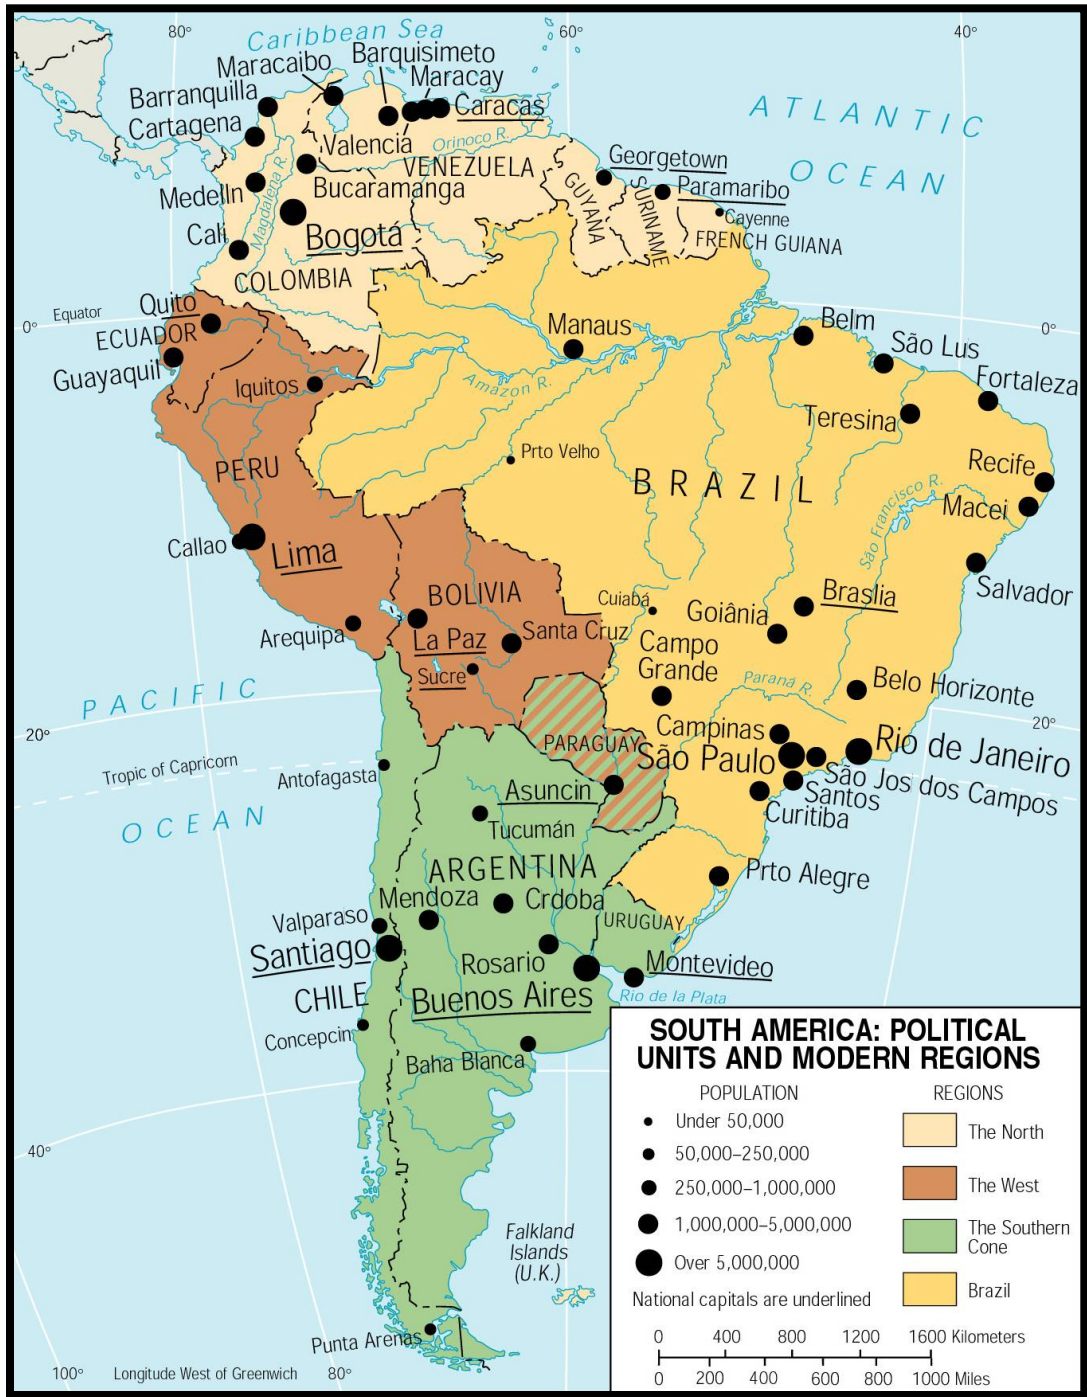 80°
60°
40°
Caribbean Sea
Barquisimeto
Maracaibo
Maracay
Barranquilla
Caracas
Cartagena
ATLANTIC
OCEAN
Valencia
Orinoco R.
VENEZUELA
Georgetown
Medelln
Magdalena R.
Bucaramanga
GUYANA
SURINAME
Paramaribo
Cayenne
FRENCH GUIANA
Cali
Bogotá
COLOMBIA
Equator
0°
0°
Quito
ECUADOR
Guayaquil
Iquitos
Manaus
Amazon R.
Belm
São Lus
Fortaleza
Teresina
Prto Velho
PERU
BRAZIL
Recife
São Francisco R.
Macei
Callao
Lima
Salvador
BOLIVIA
Cuiabá
Goiânia
Braslia
Arequipa
La Paz
Santa Cruz
Sucre
Campo
Grande
Paraná R.
Belo Horizonte
PACIFIC
OCEAN
20°
20°
Tropic of Capricorn
Antofagasta
PARAGUAY
Campinas
São Paulo
Rio de Janeiro
São Jos dos Campos
Santos
Curitiba
Asuncin
Tucumán
ARGENTINA
Prto Alegre
Mendoza
Crdoba
URUGUAY
Valparaso
Santiago
Rosario
Montevideo
CHILE
Buenos Aires
Rio de la Plata
Concepcin
Baha Blanca
40°
Falkland
Islands
(U.K.)
Punta Arenas
100°
Longitude West of Greenwich
80°
SOUTH AMERICA: POLITICAL
UNITS AND MODERN REGIONS
POPULATION
Under 50,000
50,000–250,000
250,000–1,000,000
1,000,000–5,000,000
Over 5,000,000
National capitals are underlined
REGIONS
The North
The West
The Southern
Cone
Brazil
0 400 800 1200 1600 Kilometers
0 200 400 600 800 1000 Miles